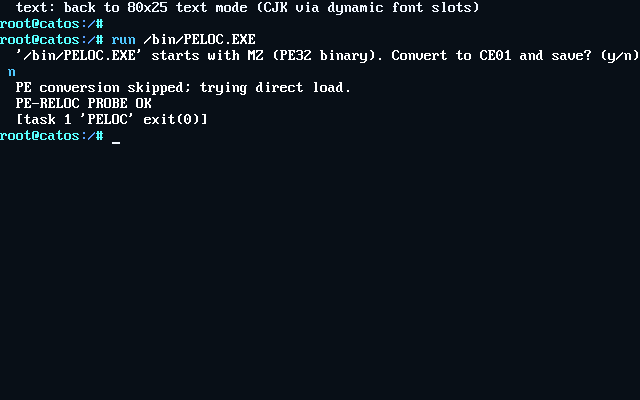 text: back to 80x25 text mode (CJK via dynamic font slots)
root@catos:/#
root@catos:/# run /bin/PELOC.EXE
'/bin/PELOC.EXE' starts with MZ (PE32 binary). Convert to CE01 and save? (y/n)
n
PE conversion skipped; trying direct load.
PE-RELOC PROBE OK
[task 1 'PELOC' exit(0)]
root@catos:/# _